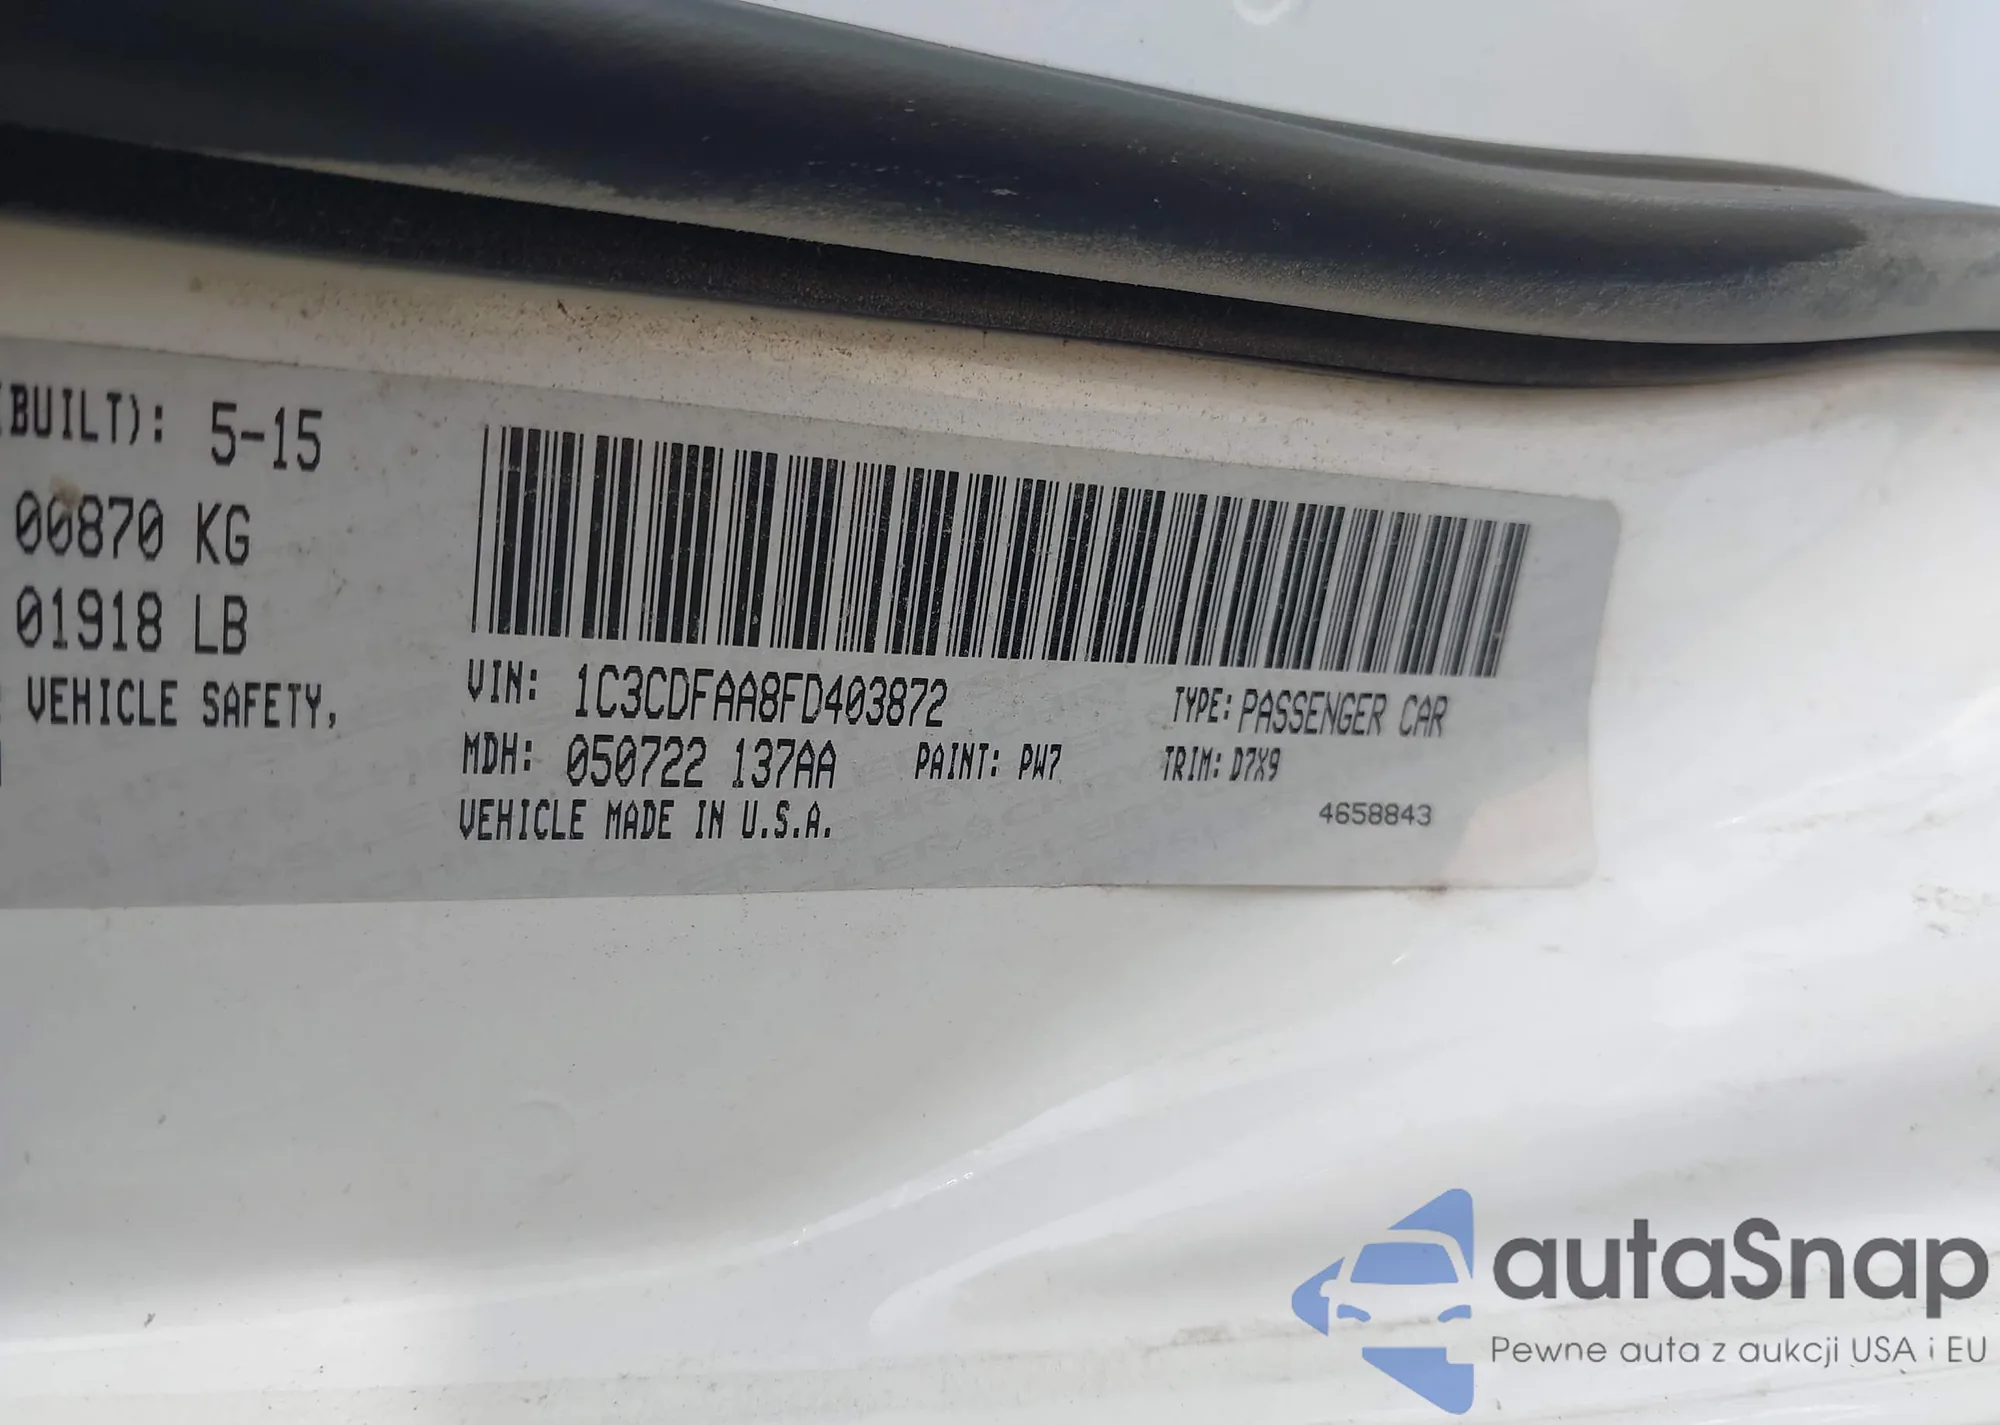 (BUILT): 5-15
00870 KG
01918 LB
VEHICLE SAFETY,
VIN: 1C3CDFAA8FD403872 TYPE: PASSENGER CAR
MDH: 050722 137AA PAINT: PW7 TRIM: D7X9
VEHICLE MADE IN U.S.A.
4658843
autaSnap
Pewne auta z aukcji USA i EU